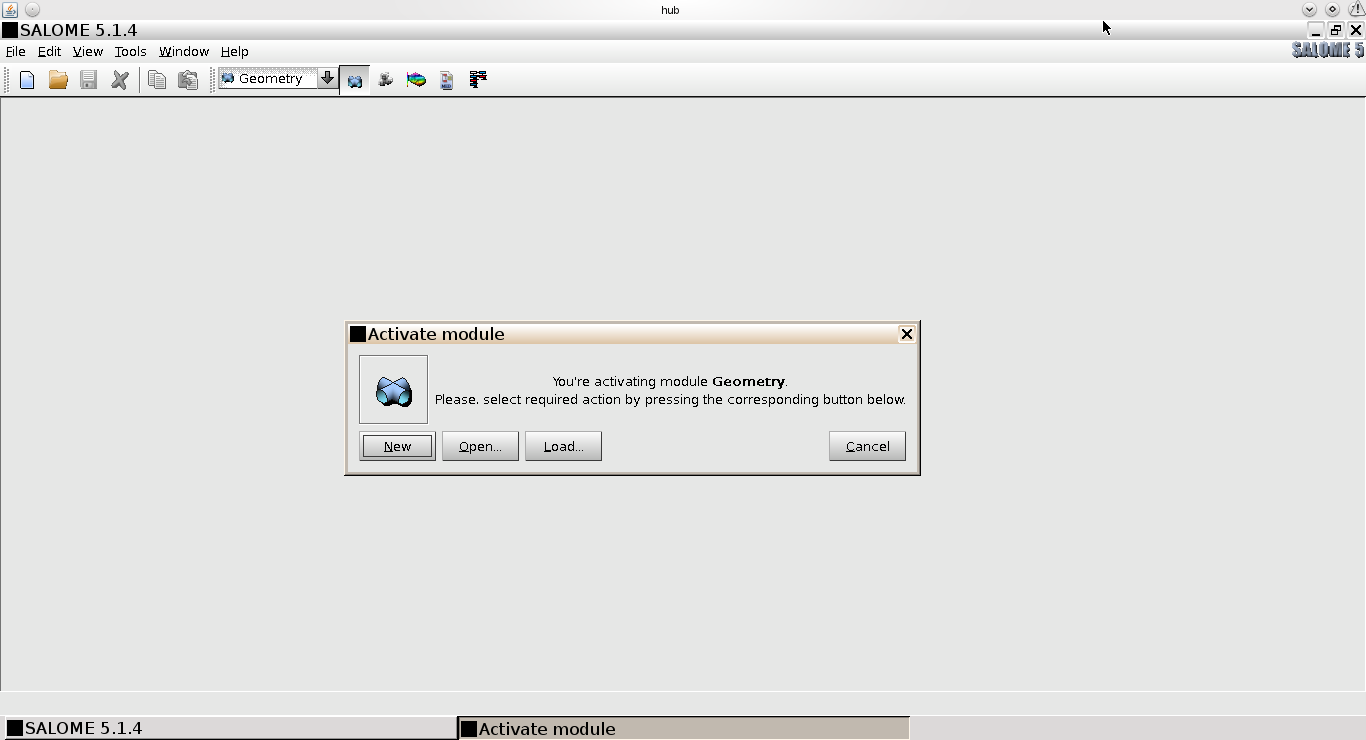 hub
SALOME 5.1.4
File Edit View Tools Window Help
SALOME 5
Geometry
Activate module
You're activating module Geometry.
Please. select required action by pressing the corresponding button below.
New Open... Load... Cancel
SALOME 5.1.4 Activate module